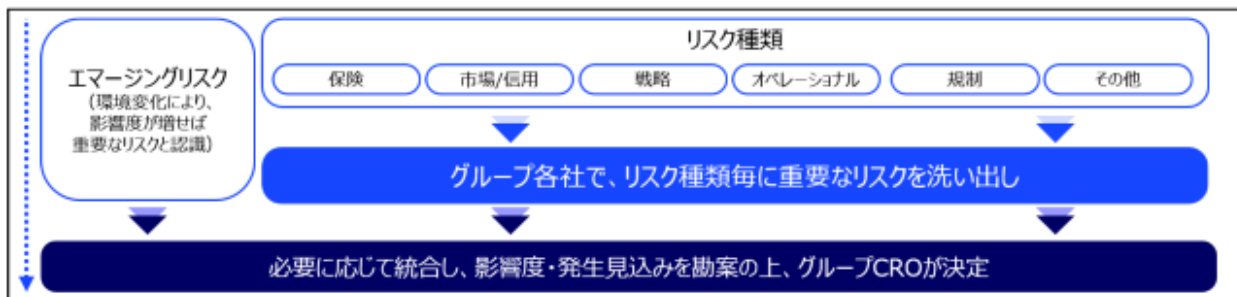 エマージングリスク
(環境変化により、
影響度が増せば
重要なリスクと認識)
リスク種類
保険
市場/信用
戦略
オペレーショナル
規制
その他
グループ各社で、リスク種類毎に重要なリスクを洗い出し
必要に応じて統合し、影響度・発生見込みを勘案の上、グループCROが決定